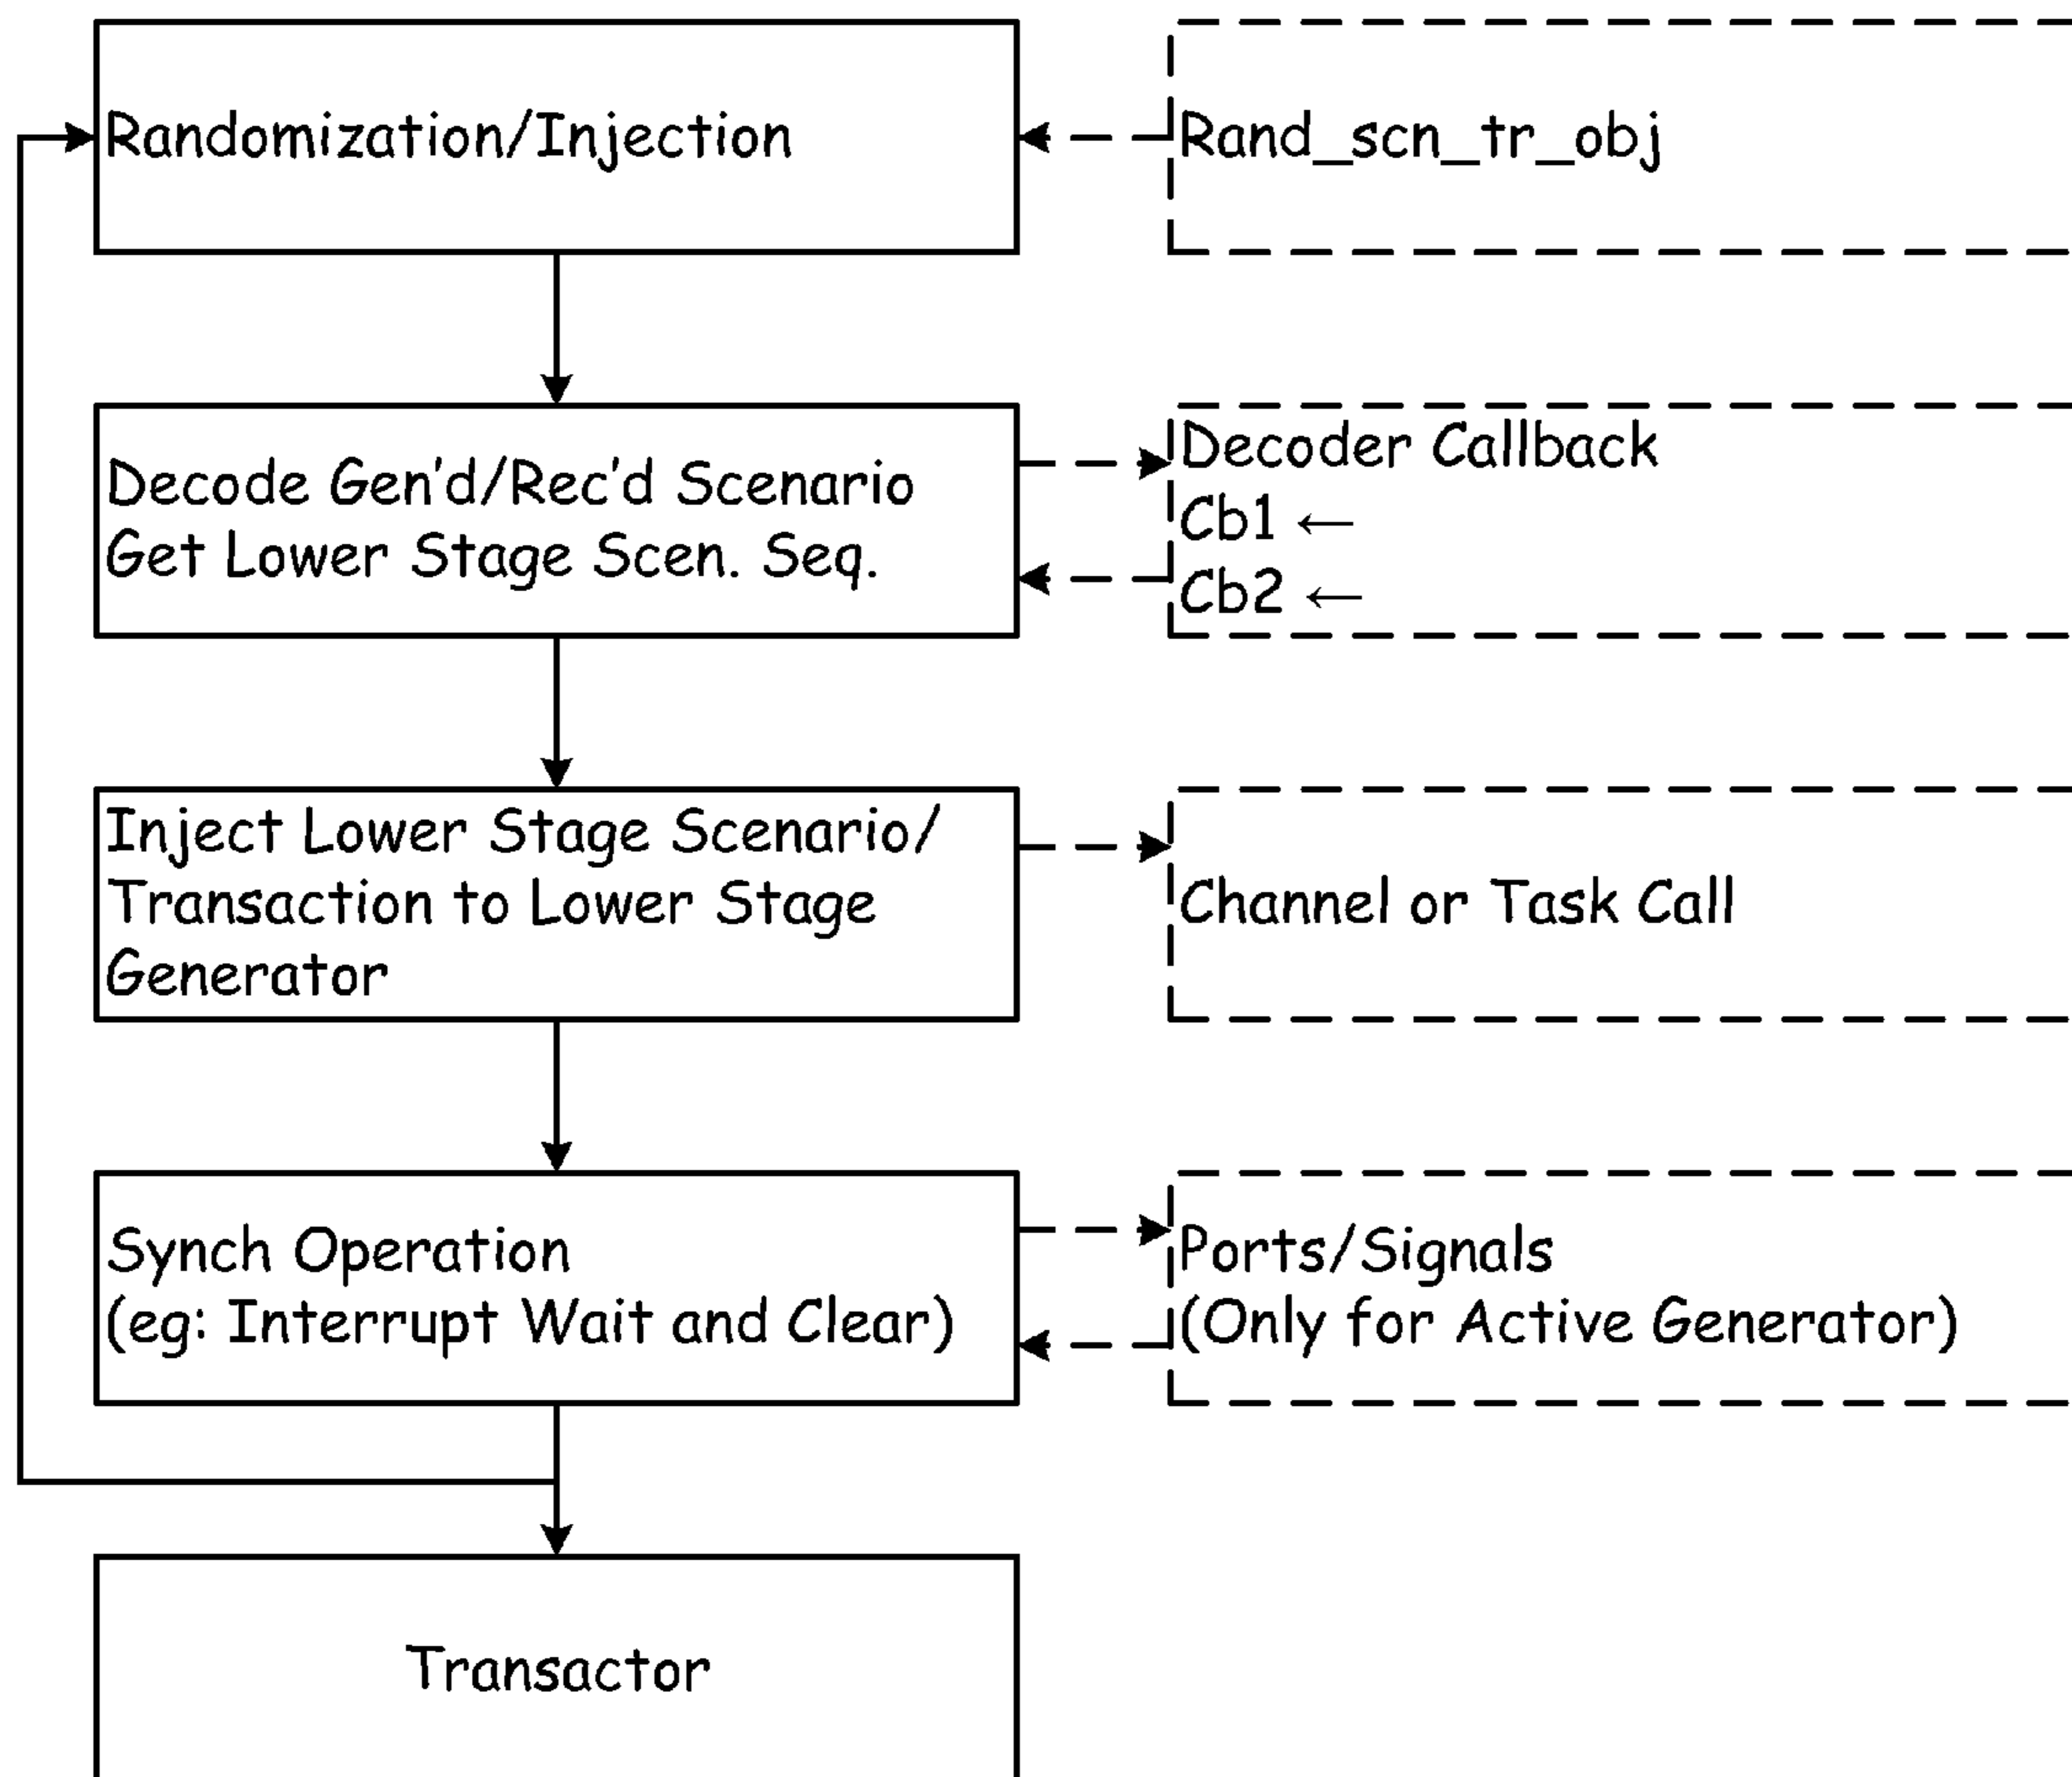 Randomization/Injection
Rand_scn_tr_obj
Decode Gen'd/Rec'd Scenario
Get Lower Stage Scen. Seq.
Decoder Callback
Cb1 ←
Cb2 ←
Inject Lower Stage Scenario/
Transaction to Lower Stage
Generator
Channel or Task Call
Synch Operation
(eg: Interrupt Wait and Clear)
Ports/Signals
(Only for Active Generator)
Transactor